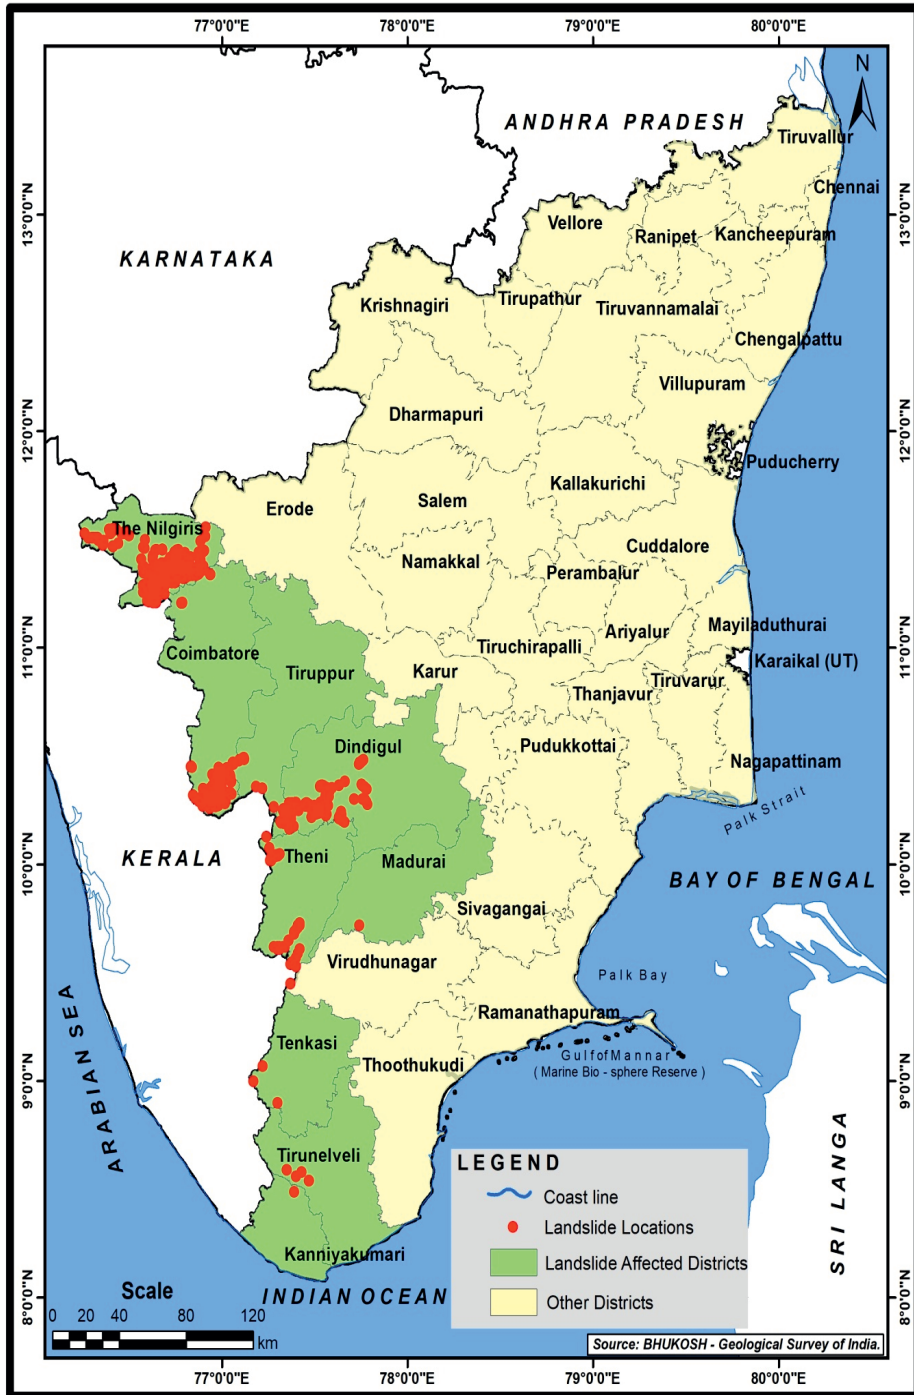 77°0'0"E
78°0'0"E
79°0'0"E
80°0'0"E
N
ANDHRA PRADESH
Tiruvallur
Chennai
13°0'0"N
13°0'0"N
Vellore
Ranipet
Kancheepuram
KARNATAKA
Krishnagiri
Tirupathur
Tiruvannamalai
Chengalpattu
Villupuram
Dharmapuri
12°0'0"N
12°0'0"N
Puducherry
Kallakurichi
Salem
Erode
The Nilgiris
Cuddalore
Namakkal
Perambalur
Mayiladuthurai
Ariyalur
11°0'0"N
11°0'0"N
Coimbatore
Tiruchirapalli
Karaikal (UT)
Tiruppur
Karur
Tiruvarur
Thanjavur
Dindigul
Pudukkottai
Nagapattinam
Palk Strait
KERALA
Theni
Madurai
10°0'0"N
10°0'0"N
BAY OF BENGAL
Sivagangai
Virudhunagar
Palk Bay
ARABIAN SEA
Ramanathapuram
Tenkasi
Thoothukudi
Gulf of Mannar
( Marine Bio - sphere Reserve )
9°0'0"N
9°0'0"N
Tirunelveli
SRI LANGA
Kanniyakumari
INDIAN OCEAN
8°0'0"N
8°0'0"N
LEGEND
Coast line
Landslide Locations
Landslide Affected Districts
Other Districts
Scale
0 20 40 80 120
km
Source: BHUKOSH - Geological Survey of India.
77°0'0"E
78°0'0"E
79°0'0"E
80°0'0"E